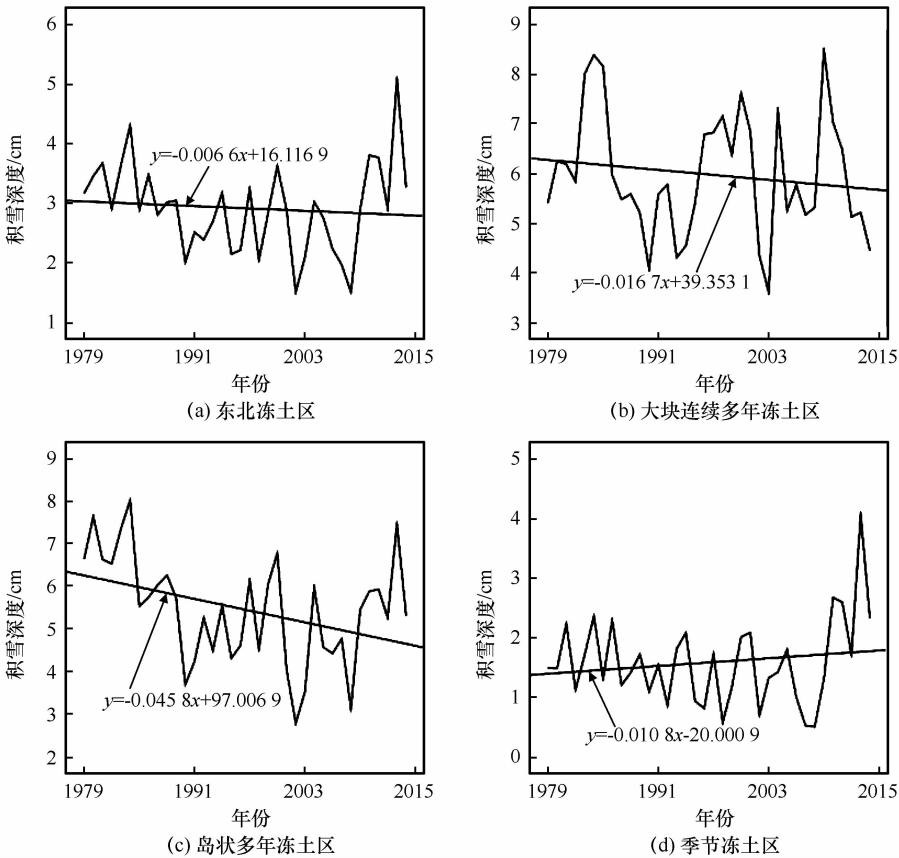 6
5
4
3
2
1
积雪深度/cm
y=-0.006 6x+16.116 9
1979
1991
2003
2015
年份
(a) 东北冻土区
9
8
7
6
5
4
3
积雪深度/cm
y=-0.016 7x+39.353 1
1979
1991
2003
2015
年份
(b) 大块连续多年冻土区
9
8
7
6
5
4
3
2
积雪深度/cm
y=-0.045 8x+97.006 9
1979
1991
2003
2015
年份
(c) 岛状多年冻土区
5
4
3
2
1
0
积雪深度/cm
y=-0.010 8x-20.000 9
1979
1991
2003
2015
年份
(d) 季节冻土区